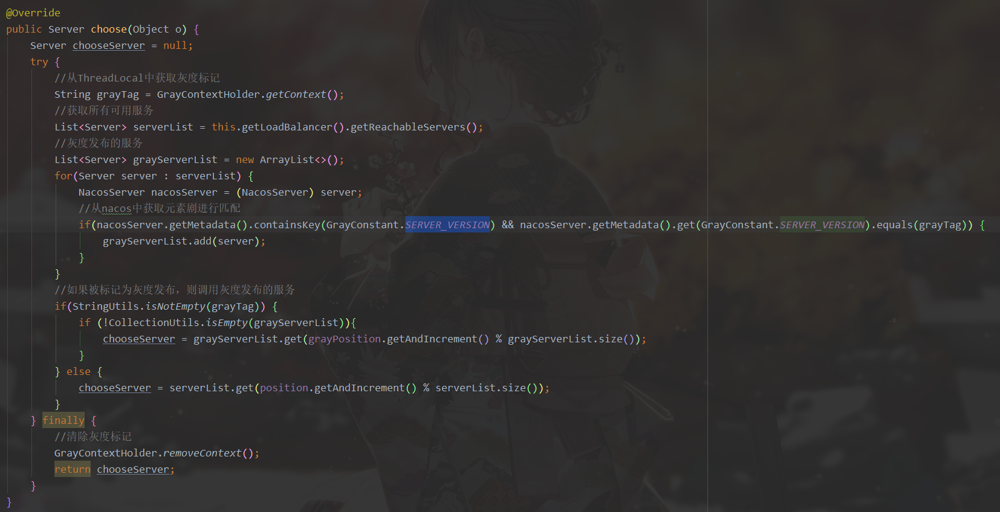 @Override
public Server choose(Object o) {
Server chooseServer = null;
try {
//从ThreadLocal中获取灰度标记
String grayTag = GrayContextHolder.getContext();
//获取所有可用服务
List<Server> serverList = this.getLoadBalancer().getReachableServers();
//灰度发布的服务
List<Server> grayServerList = new ArrayList<>();
for(Server server : serverList) {
NacosServer nacosServer = (NacosServer) server;
//从nacos中获取元素剧进行匹配
if(nacosServer.getMetadata().containsKey(GrayConstant.SERVER_VERSION) && nacosServer.getMetadata().get(GrayConstant.SERVER_VERSION).equals(grayTag)) {
grayServerList.add(server);
}
}
//如果被标记为灰度发布，则调用灰度发布的服务
if(StringUtils.isNotEmpty(grayTag)) {
if (!CollectionUtils.isEmpty(grayServerList)){
chooseServer = grayServerList.get(grayPosition.getAndIncrement() % grayServerList.size());
}
} else {
chooseServer = serverList.get(position.getAndIncrement() % serverList.size());
}
} finally {
//清除灰度标记
GrayContextHolder.removeContext();
return chooseServer;
}
}